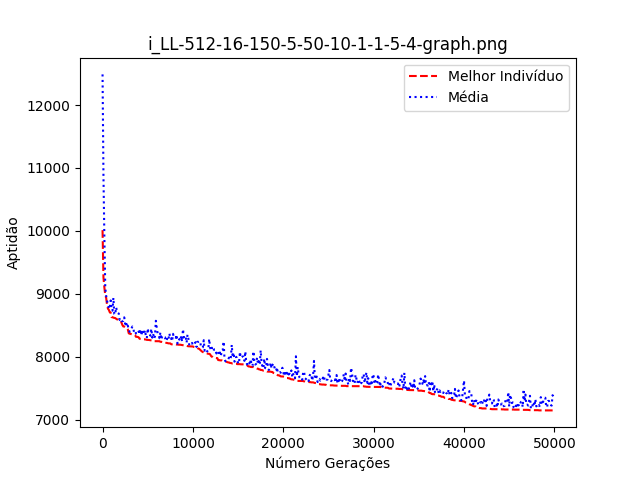 i_LL-512-16-150-5-50-10-1-1-5-4-graph.png
Melhor Indivíduo
Média
12000
11000
10000
9000
8000
7000
Aptidão
0 10000 20000 30000 40000 50000
Número Gerações